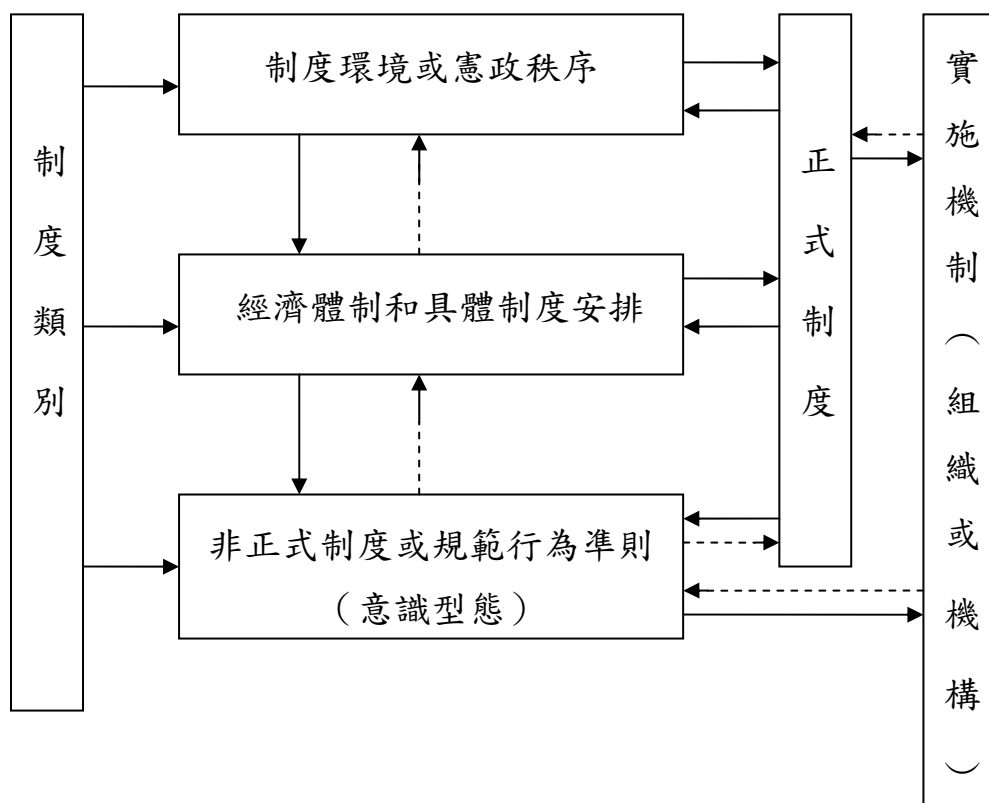 制度類別
制度環境或憲政秩序
經濟體制和具體制度安排
非正式制度或規範行為準則
（意識型態）
正式制度
實施機制（組織或機構）